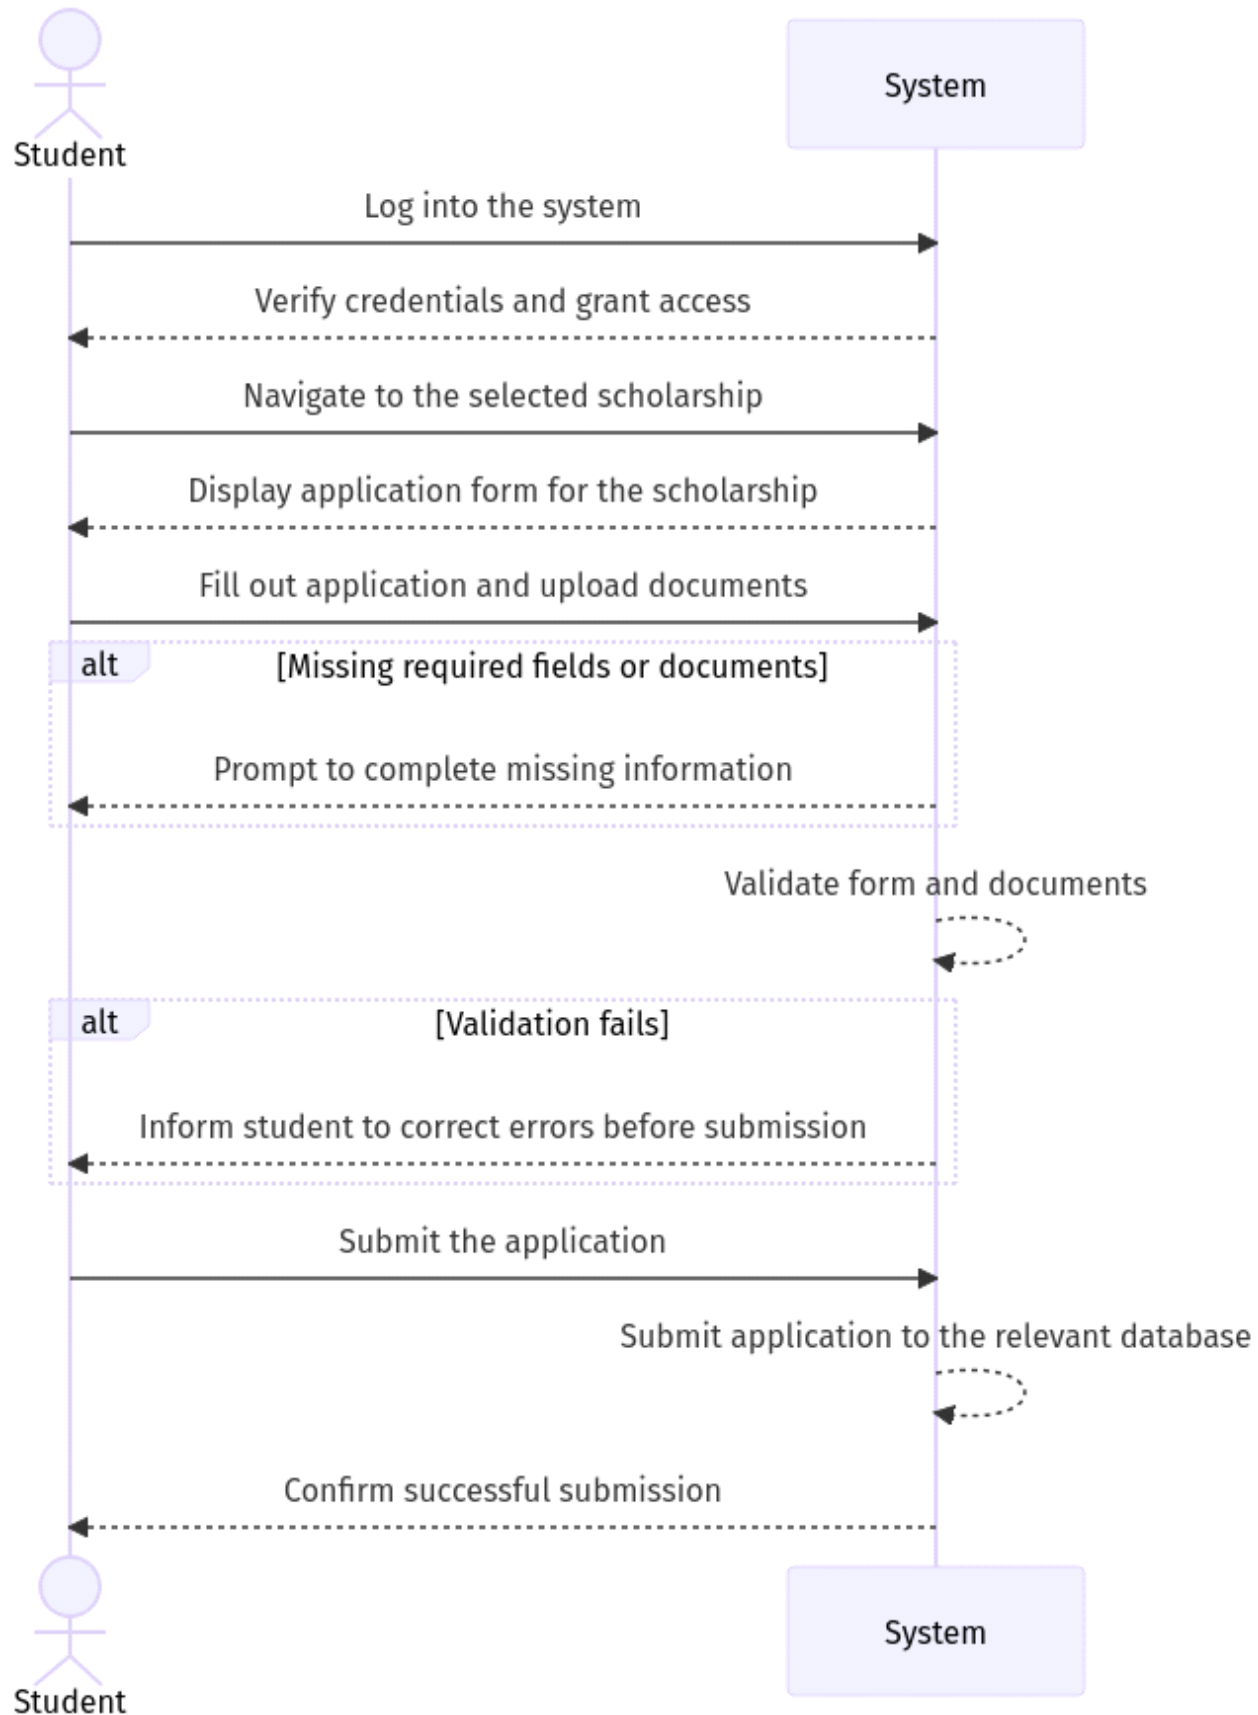 Student
System
Log into the system
Verify credentials and grant access
Navigate to the selected scholarship
Display application form for the scholarship
Fill out application and upload documents
alt
[Missing required fields or documents]
Prompt to complete missing information
Validate form and documents
alt
[Validation fails]
Inform student to correct errors before submission
Submit the application
Submit application to the relevant database
Confirm successful submission
System
Student